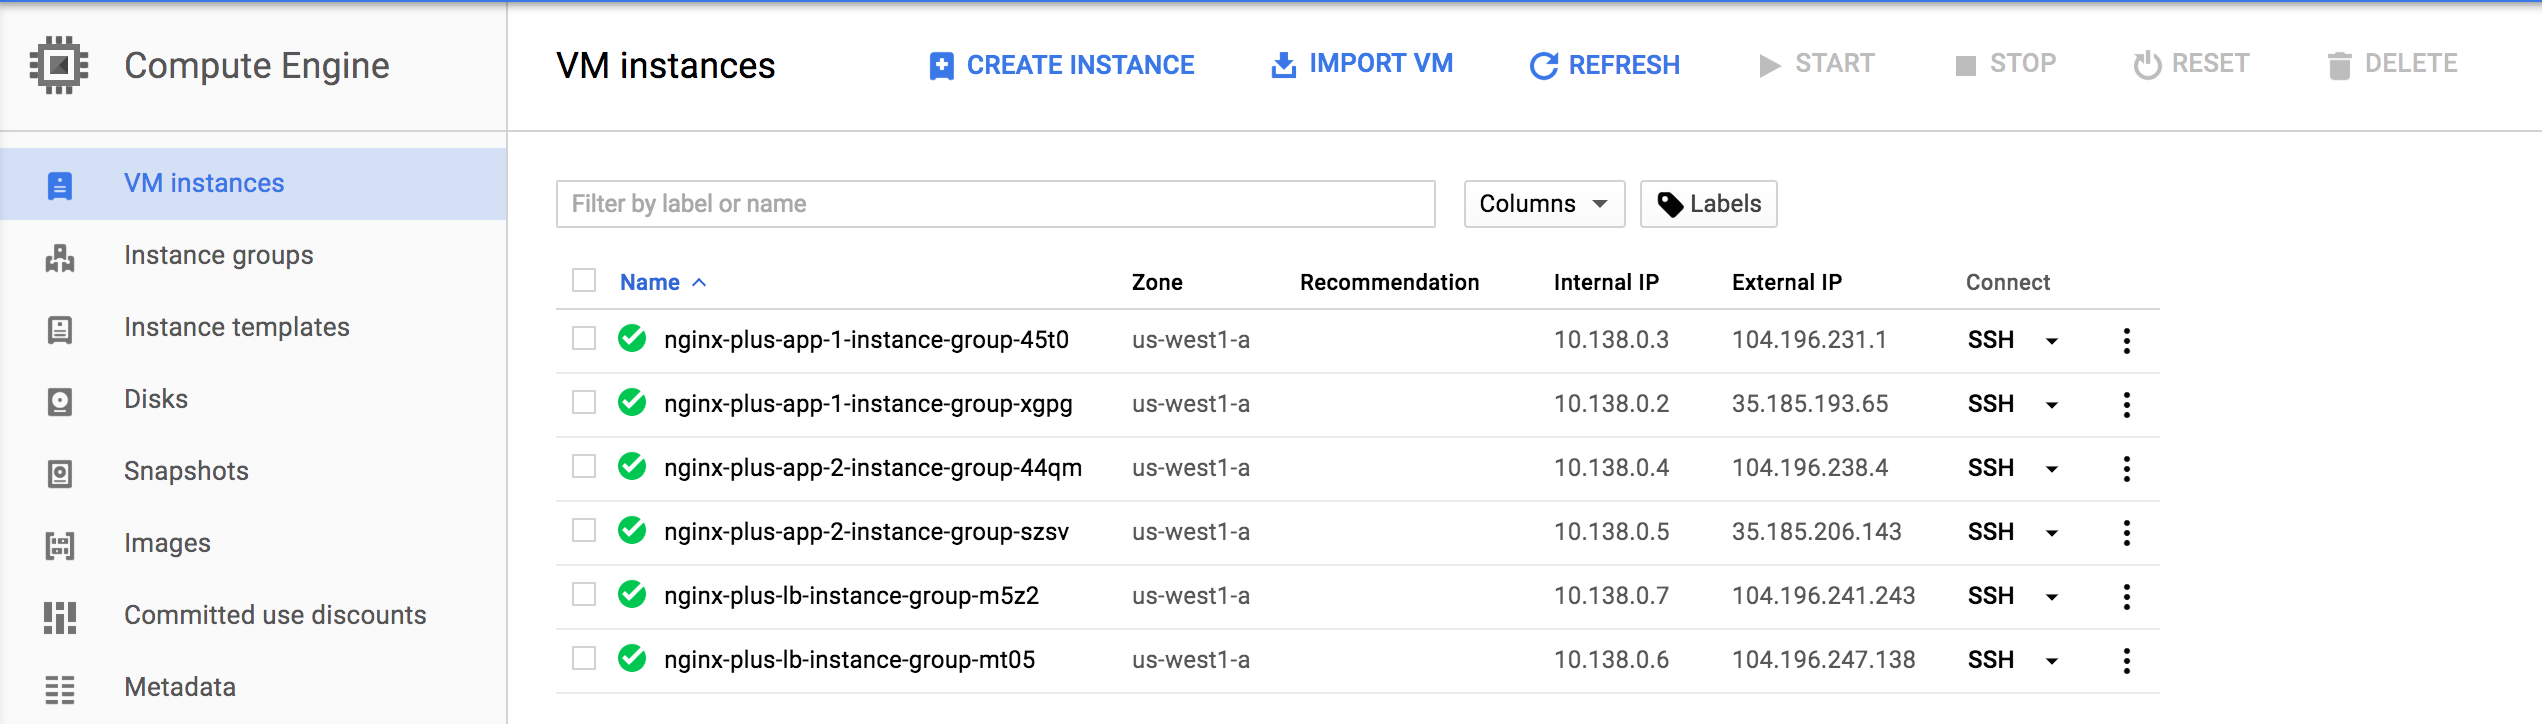 Compute Engine
VM instances
CREATE INSTANCE
IMPORT VM
REFRESH
START
STOP
RESET
DELETE
VM instances
Instance groups
Instance templates
Disks
Snapshots
Images
Committed use discounts
Metadata
Filter by label or name
Columns
Labels
Name Zone Recommendation Internal IP External IP Connect
nginx-plus-app-1-instance-group-45t0 us-west1-a 10.138.0.3 104.196.231.1 SSH
nginx-plus-app-1-instance-group-xgpg us-west1-a 10.138.0.2 35.185.193.65 SSH
nginx-plus-app-2-instance-group-44qm us-west1-a 10.138.0.4 104.196.238.4 SSH
nginx-plus-app-2-instance-group-szsv us-west1-a 10.138.0.5 35.185.206.143 SSH
nginx-plus-lb-instance-group-m5z2 us-west1-a 10.138.0.7 104.196.241.243 SSH
nginx-plus-lb-instance-group-mt05 us-west1-a 10.138.0.6 104.196.247.138 SSH